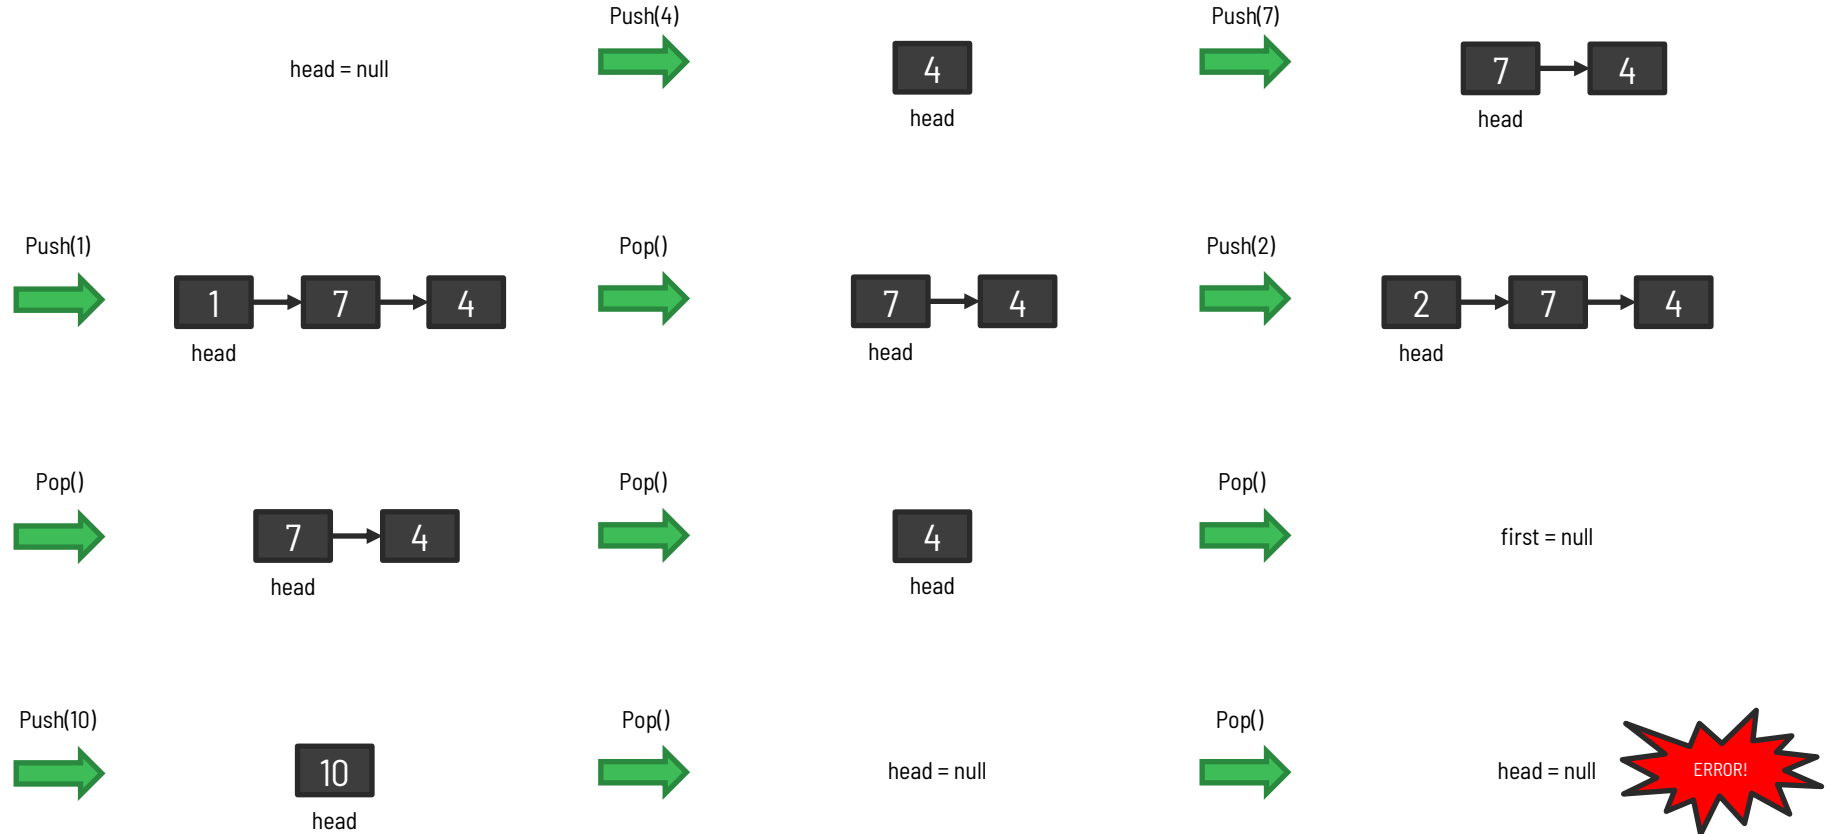 Push(4)
Push(7)
head = null
4
head
7
4
head
Push(1)
Pop()
Push(2)
1
7
4
head
7
4
head
2
7
4
head
Pop()
Pop()
Pop()
7
4
head
4
head
first = null
Push(10)
Pop()
Pop()
10
head
head = null
head = null
ERROR!